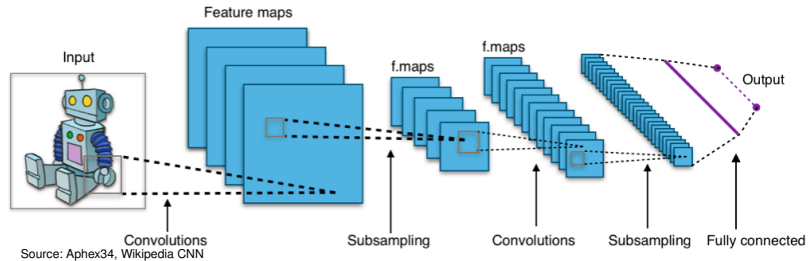 Feature maps
Input
f.maps
f.maps
Output
Convolutions
Subsampling
Convolutions
Subsampling
Fully connected
Source: Aphex34, Wikipedia CNN